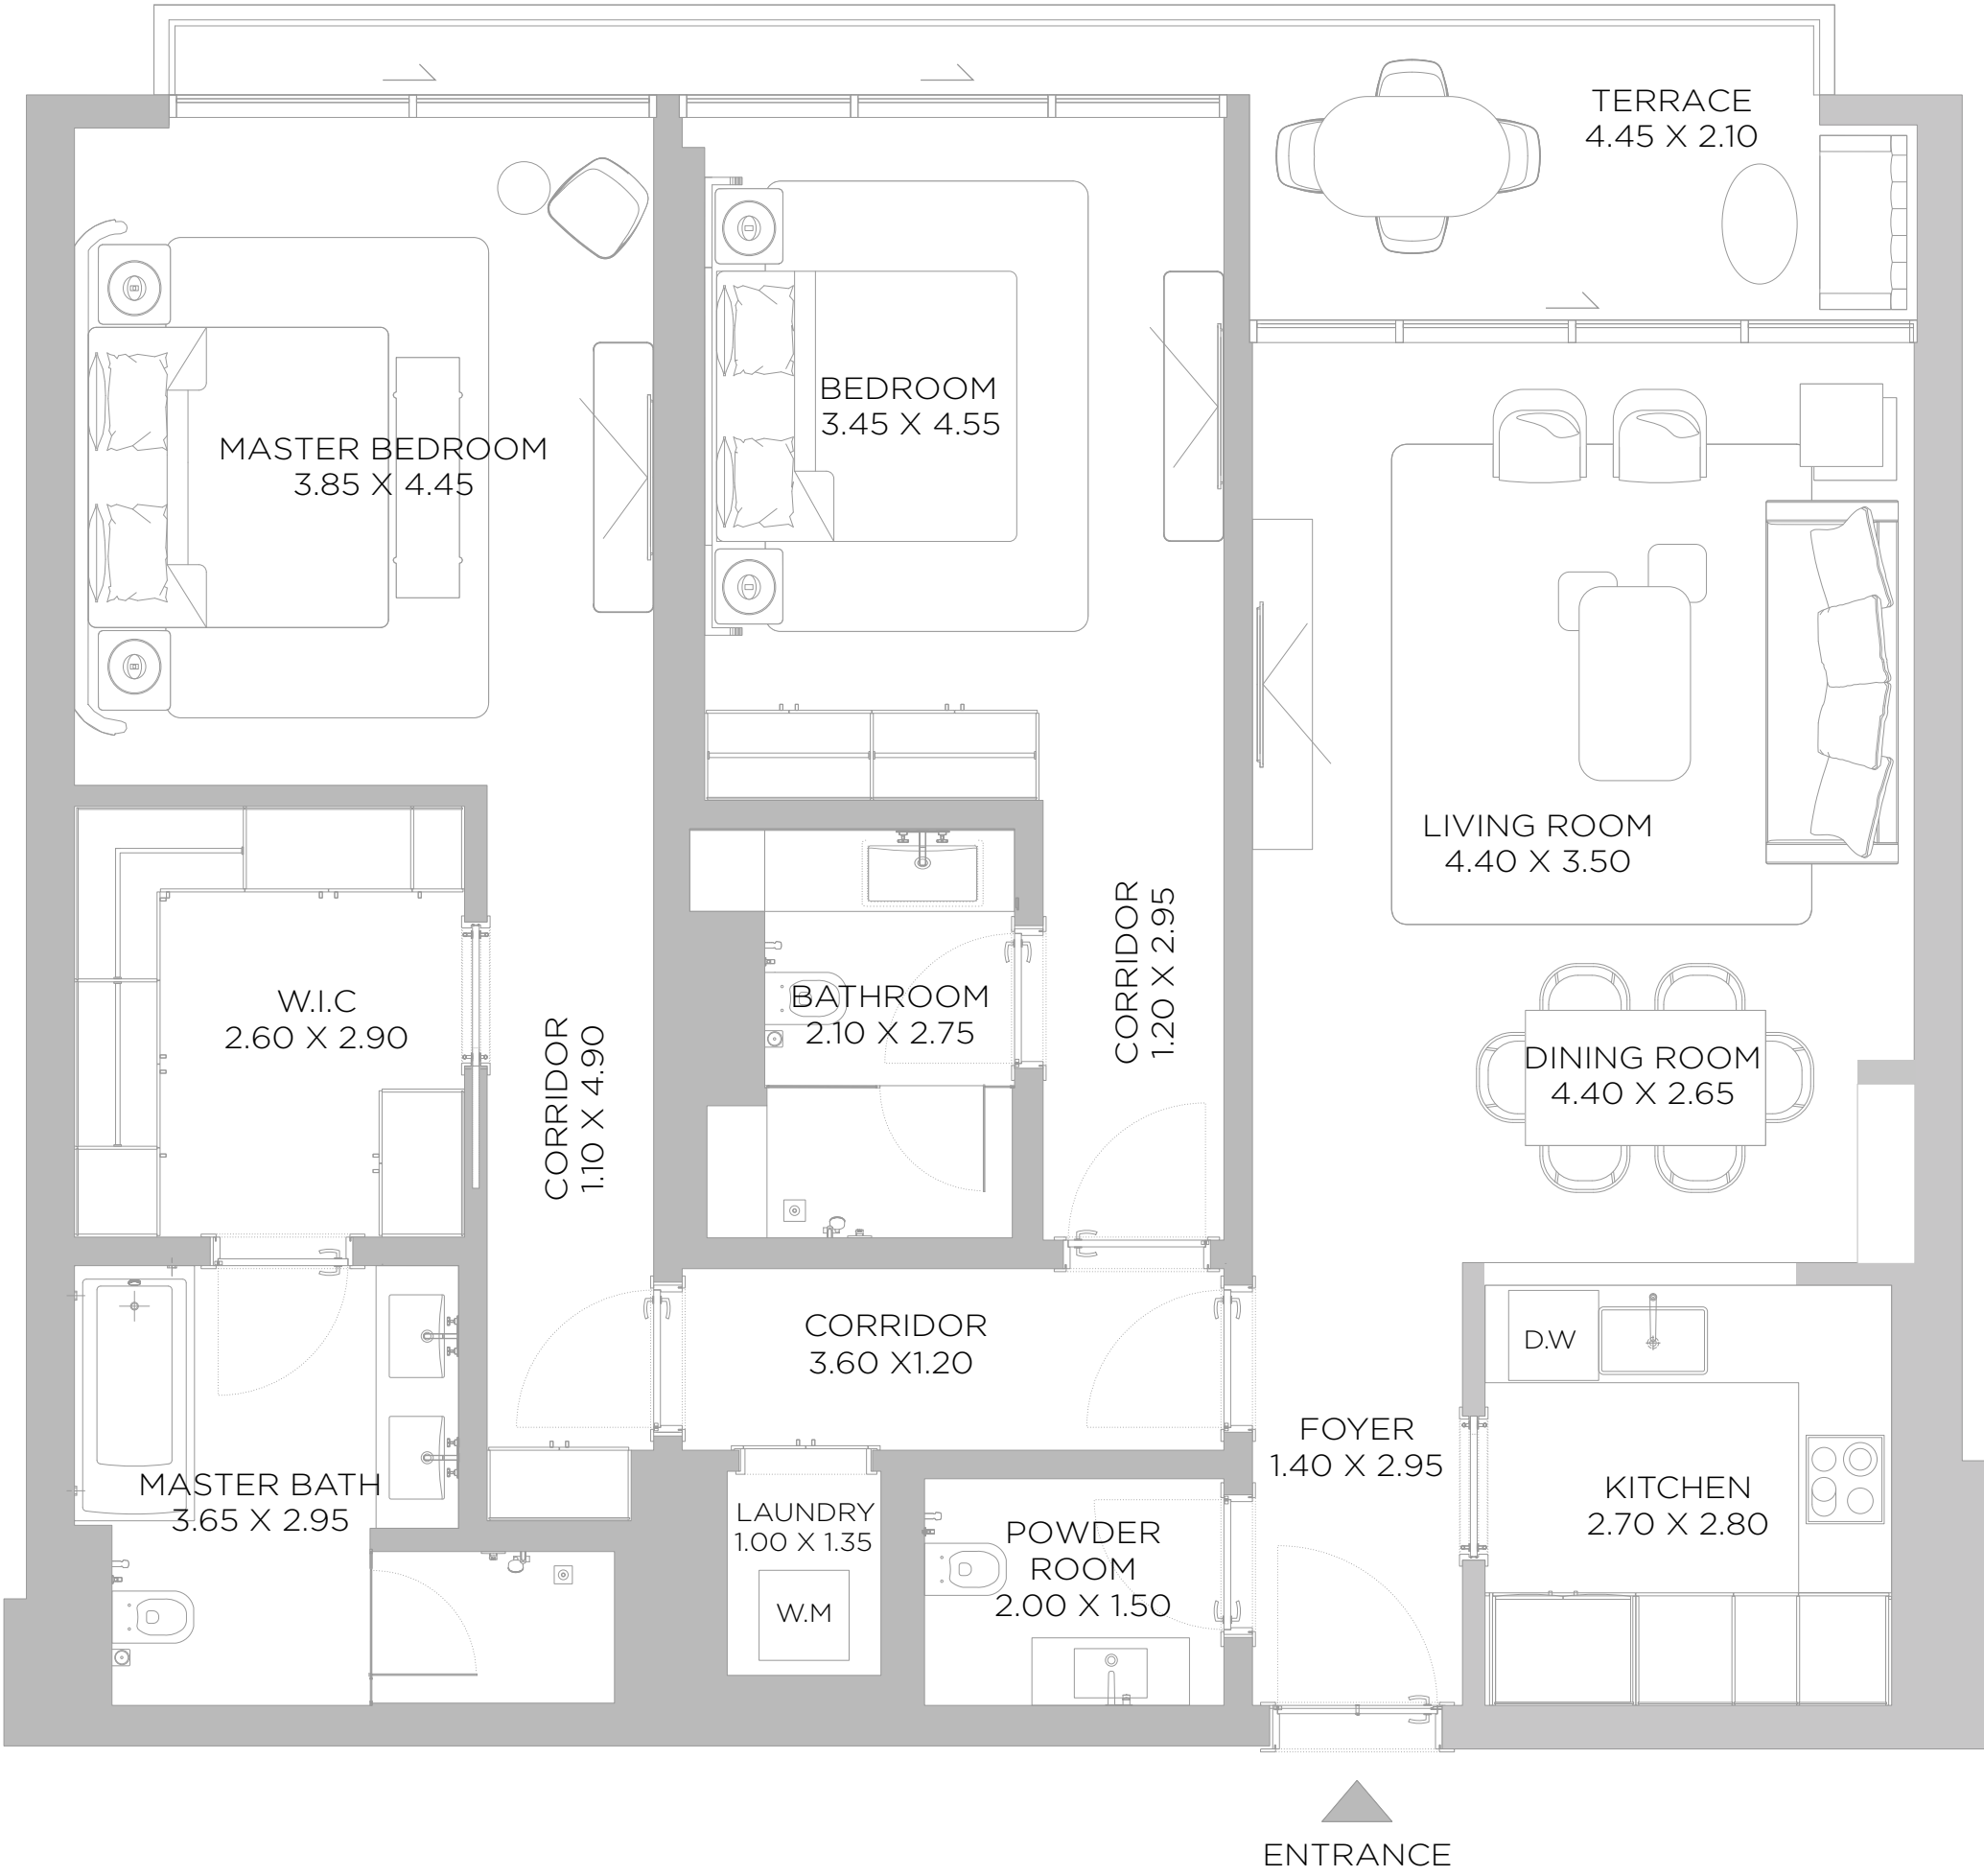 TERRACE
4.45 X 2.10
BEDROOM
3.45 X 4.55
MASTER BEDROOM
3.85 X 4.45
LIVING ROOM
4.40 X 3.50
W.I.C
2.60 X 2.90
CORRIDOR
1.10 X 4.90
BATHROOM
2.10 X 2.75
CORRIDOR
1.20 X 2.95
DINING ROOM
4.40 X 2.65
CORRIDOR
3.60 X1.20
D.W
FOYER
1.40 X 2.95
MASTER BATH
3.65 X 2.95
LAUNDRY
1.00 X 1.35
W.M
POWDER
ROOM
2.00 X 1.50
KITCHEN
2.70 X 2.80
ENTRANCE